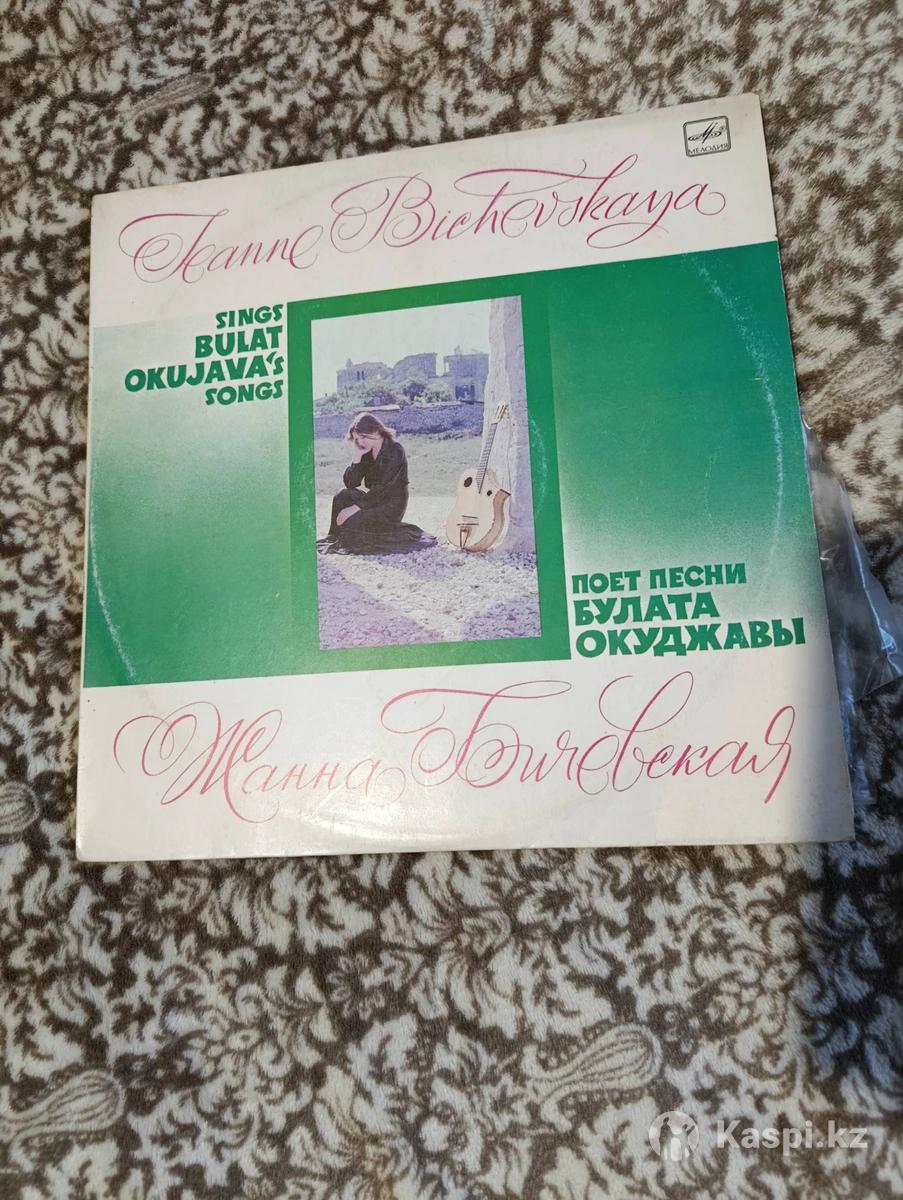 МЕЛОДИЯ
Jeanne Bichevskaya
SINGS
BULAT
OKUJAVA's
SONGS
ПОЕТ ПЕСНИ
БУЛАТА
ОКУДЖАВЫ
Жанна Бичевская
Kaspi.kz